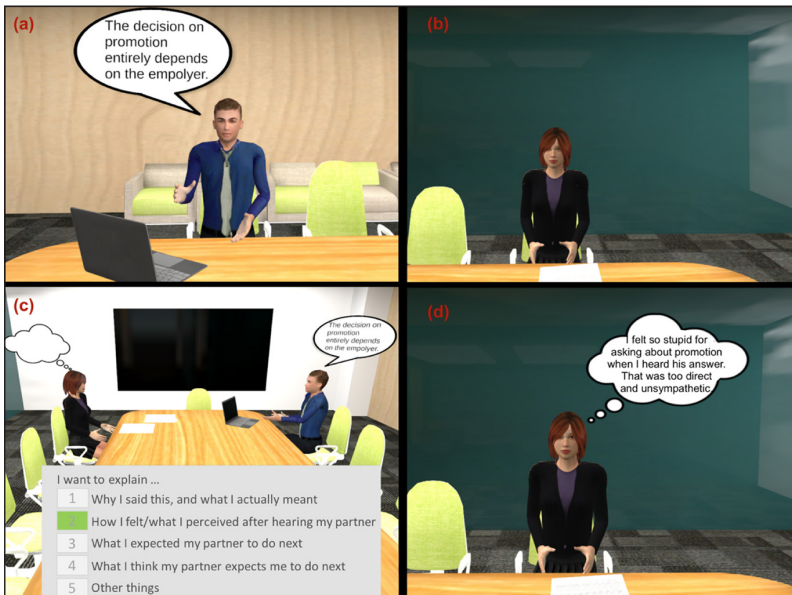 (a)
The decision on
promotion
entirely depends
on the empolyer.
(b)
(c)
The decision on
promotion
entirely depends
on the empolyer.
I want to explain ...
1 Why I said this, and what I actually meant
2 How I felt/what I perceived after hearing my partner
3 What I expected my partner to do next
4 What I think my partner expects me to do next
5 Other things
(d)
I felt so stupid for
asking about promotion
when I heard his answer.
That was too direct
and unsympathetic.